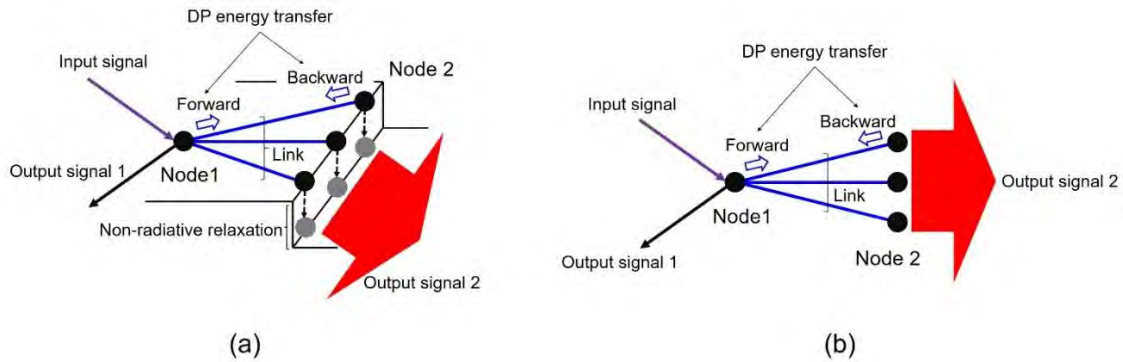 DP energy transfer
Input signal
Node 2
Backward
Forward
Link
Output signal 1
Node1
Non-radiative relaxation
Output signal 2
(a)
DP energy transfer
Input signal
Backward
Forward
Link
Output signal 2
Node1
Node 2
Output signal 1
(b)